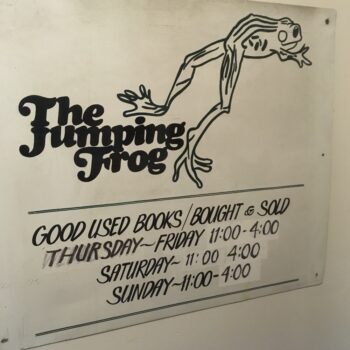 The
Jumping
Frog
GOOD USED BOOKS/BOUGHT & SOLD
THURSDAY~FRIDAY 11:00-4:00
SATURDAY~11:00 4:00
SUNDAY~11:00-4:00